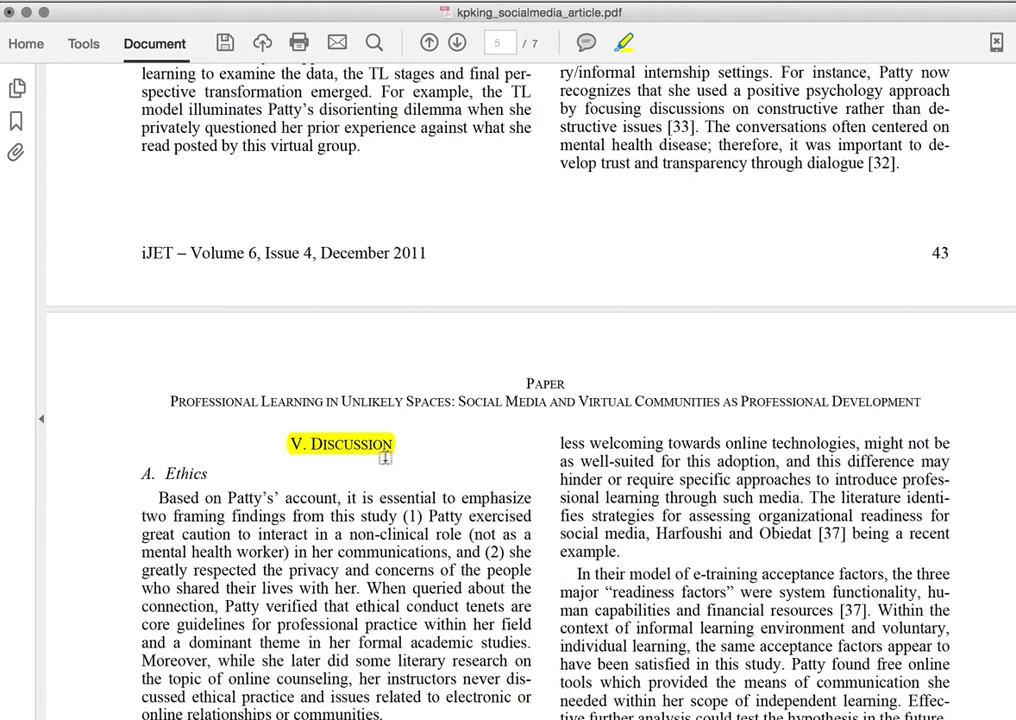 kpking_socialmedia_article.pdf
Home Tools Document 5 / 7
learning to examine the data, the TL stages and final per-
spective transformation emerged. For example, the TL
model illuminates Patty's disorienting dilemma when she
privately questioned her prior experience against what she
read posted by this virtual group.
ry/informal internship settings. For instance, Patty now
recognizes that she used a positive psychology approach
by focusing discussions on constructive rather than de-
structive issues [33]. The conversations often centered on
mental health disease; therefore, it was important to de-
velop trust and transparency through dialogue [32].
iJET – Volume 6, Issue 4, December 2011 43
PAPER
PROFESSIONAL LEARNING IN UNLIKELY SPACES: SOCIAL MEDIA AND VIRTUAL COMMUNITIES AS PROFESSIONAL DEVELOPMENT
V. DISCUSSION
A. Ethics
Based on Patty's' account, it is essential to emphasize
two framing findings from this study (1) Patty exercised
great caution to interact in a non-clinical role (not as a
mental health worker) in her communications, and (2) she
greatly respected the privacy and concerns of the people
who shared their lives with her. When queried about the
connection, Patty verified that ethical conduct tenets are
core guidelines for professional practice within her field
and a dominant theme in her formal academic studies.
Moreover, while she later did some literary research on
the topic of online counseling, her instructors never dis-
cussed ethical practice and issues related to electronic or
online relationships or communities.
less welcoming towards online technologies, might not be
as well-suited for this adoption, and this difference may
hinder or require specific approaches to introduce profes-
sional learning through such media. The literature identi-
fies strategies for assessing organizational readiness for
social media, Harfoushi and Obiedat [37] being a recent
example.
In their model of e-training acceptance factors, the three
major "readiness factors" were system functionality, hu-
man capabilities and financial resources [37]. Within the
context of informal learning environment and voluntary,
individual learning, the same acceptance factors appear to
have been satisfied in this study. Patty found free online
tools which provided the means of communication she
needed within her scope of independent learning. Effec-
tive further analysis could test the hypothesis in the future